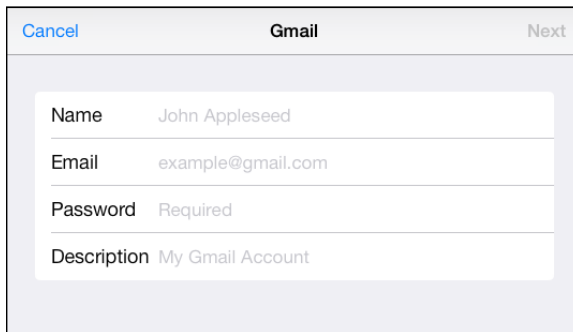 Cancel Gmail Next
Name John Appleseed
Email example@gmail.com
Password Required
Description My Gmail Account